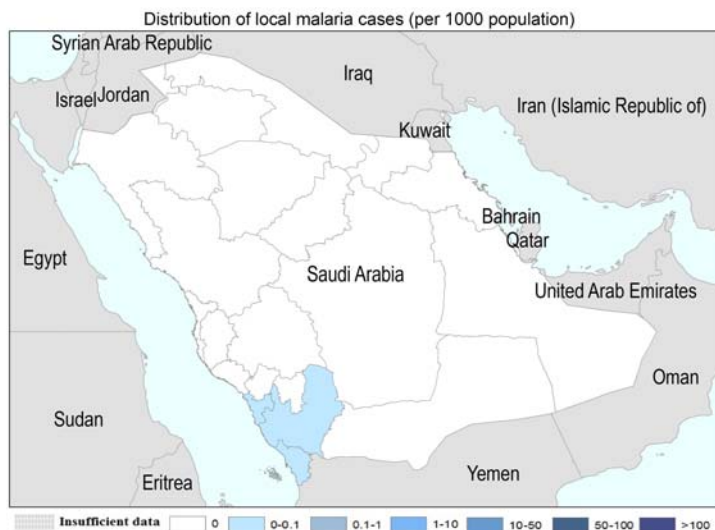 Distribution of local malaria cases (per 1000 population)
Syrian Arab Republic
Iraq
Israel Jordan
Iran (Islamic Republic of)
Kuwait
Bahrain
Qatar
Egypt
Saudi Arabia
United Arab Emirates
Oman
Sudan
Eritrea
Yemen
Insufficient data 0 0-0.1 0.1-1 1-10 10-50 50-100 >100